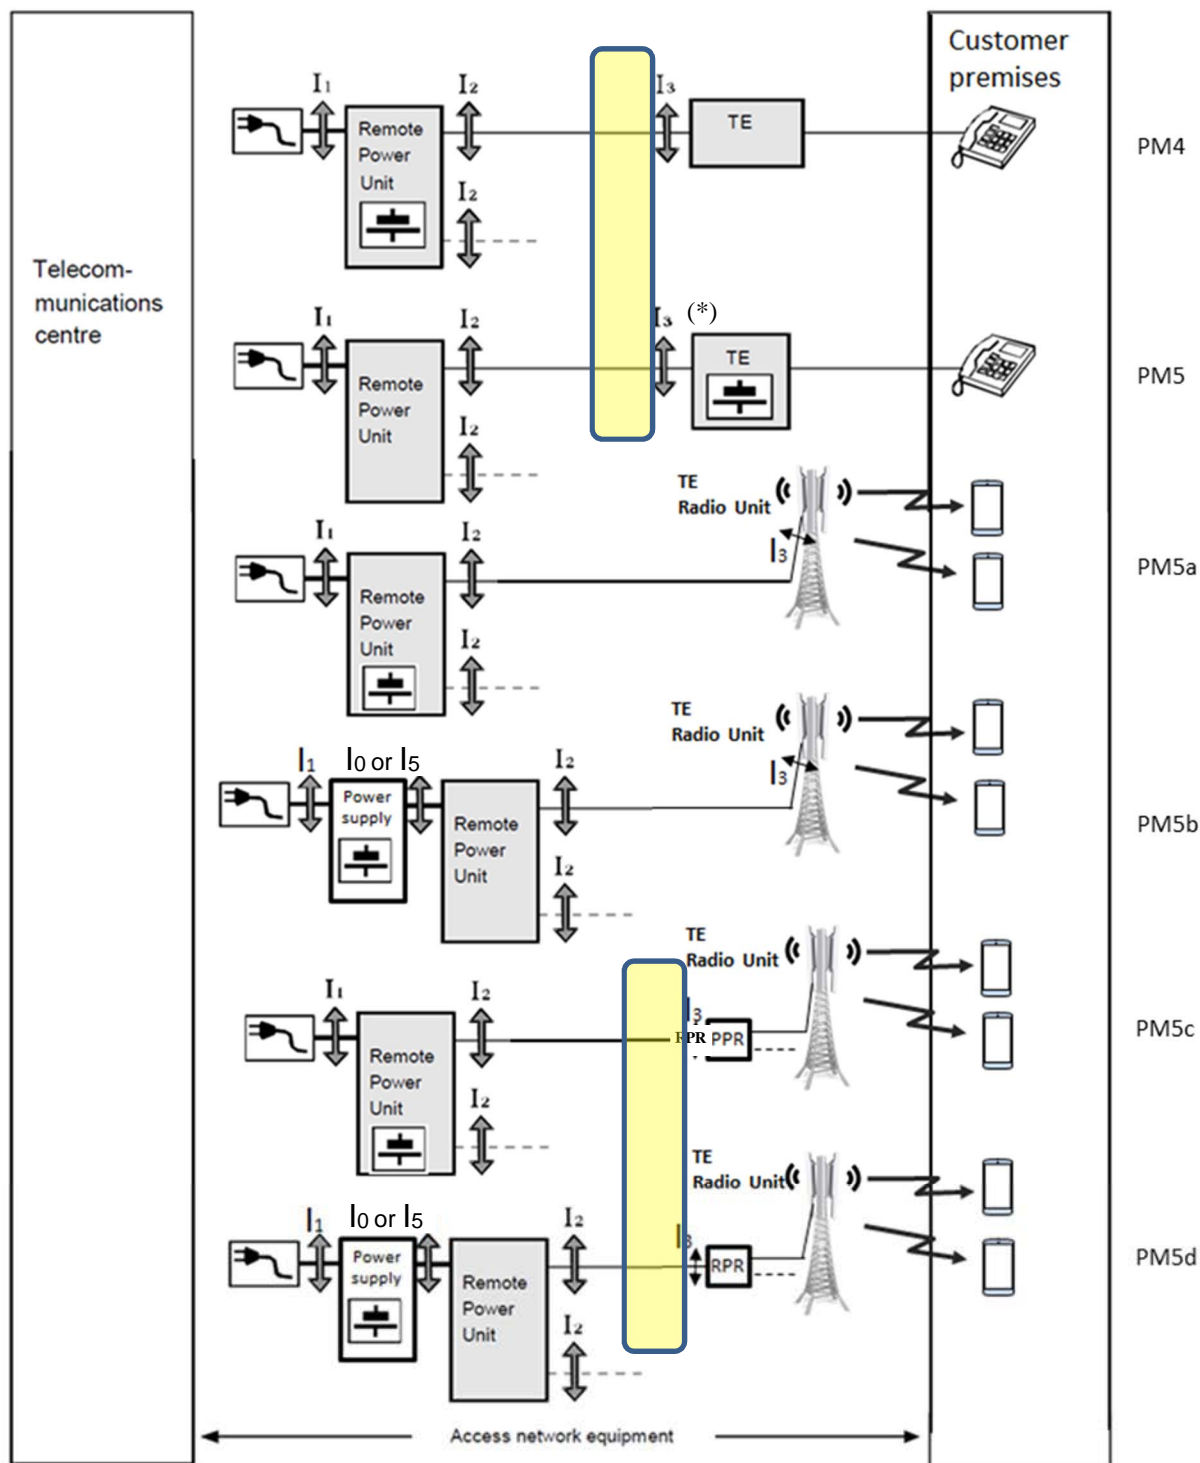 Customer
premises
Telecom-
munications
centre
I1
I2
I3
Remote
Power
Unit
I2
TE
PM4
I1
I2
I3
(*)
Remote
Power
Unit
I2
TE
PM5
I1
I2
Remote
Power
Unit
I2
TE
Radio Unit
I3
PM5a
I1
I0 or I5
Power
supply
Remote
Power
Unit
I2
I2
TE
Radio Unit
I3
PM5b
I1
I2
Remote
Power
Unit
I2
TE
Radio Unit
I3
RPR
PPR
PM5c
I1
I0 or I5
Power
supply
Remote
Power
Unit
I2
I2
TE
Radio Unit
I3
RPR
PM5d
Access network equipment